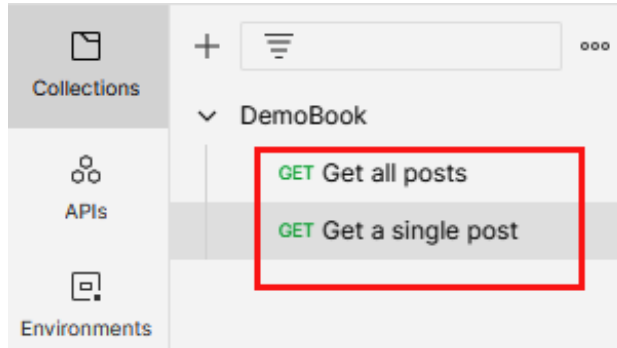 Collections
APIs
Environments
DemoBook
GET Get all posts
GET Get a single post